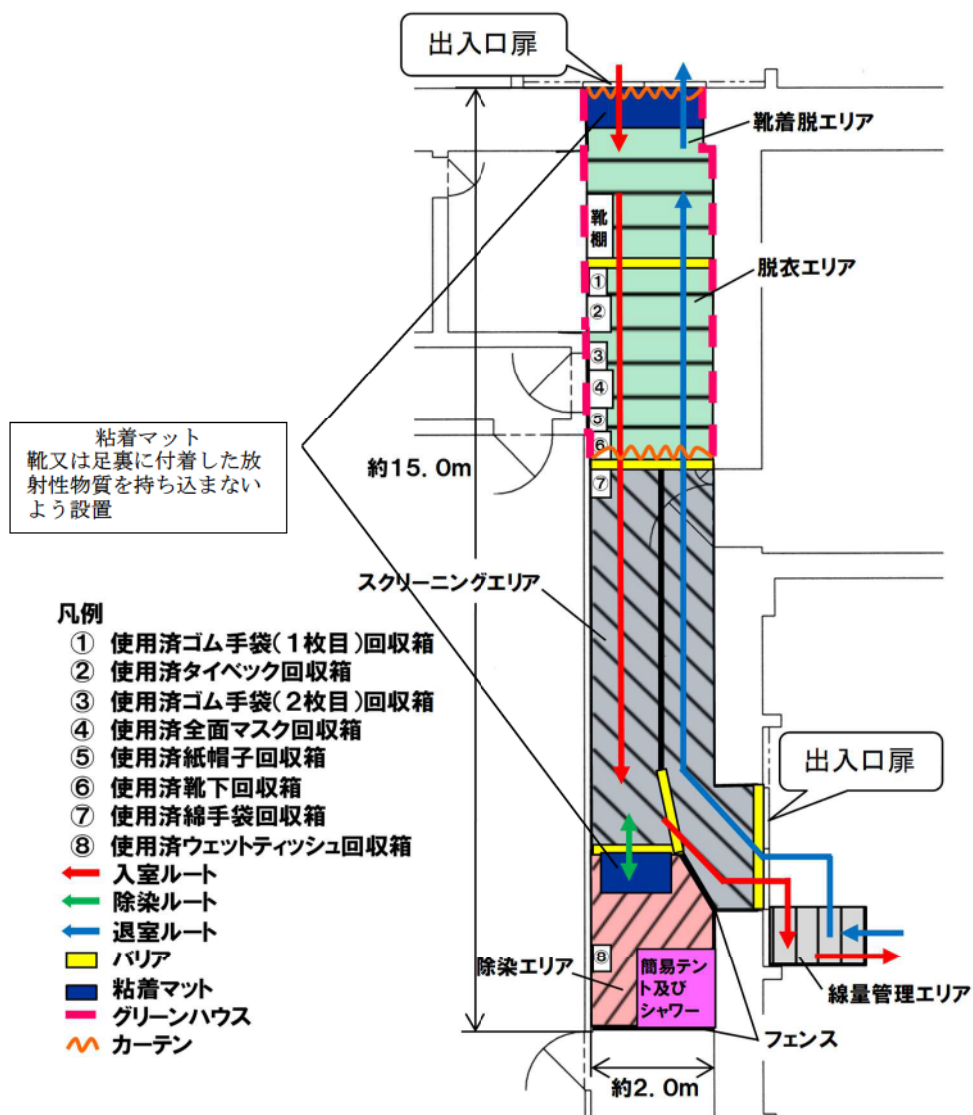 出入口扉
靴着脱エリア
靴
棚
脱衣エリア
①
②
③
④
⑤
⑥
⑦
粘着マット
靴又は足裏に付着した放
射性物質を持ち込まない
よう設置
約15.0m
スクリーニングエリア
凡例
① 使用済ゴム手袋(1枚目)回収箱
② 使用済タイベック回収箱
③ 使用済ゴム手袋(2枚目)回収箱
④ 使用済全面マスク回収箱
⑤ 使用済紙帽子回収箱
⑥ 使用済靴下回収箱
⑦ 使用済綿手袋回収箱
⑧ 使用済ウェットティッシュ回収箱
入室ルート
除染ルート
退室ルート
バリア
粘着マット
グリーンハウス
カーテン
出入口扉
⑧
除染エリア
簡易テン
ト及び
シャワー
線量管理エリア
フェンス
約2.0m